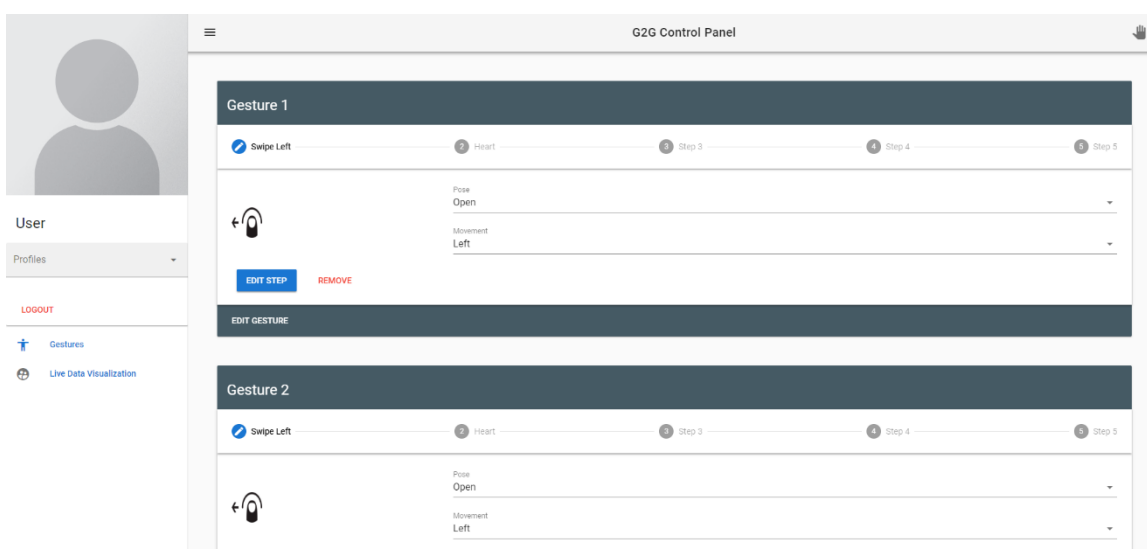 G2G Control Panel
User
Profiles
LOGOUT
Gestures
Live Data Visualization
Gesture 1
Swipe Left 2 Heart 3 Step 3 4 Step 4 5 Step 5
Pose
Open
Movement
Left
EDIT STEP REMOVE
EDIT GESTURE
Gesture 2
Swipe Left 2 Heart 3 Step 3 4 Step 4 5 Step 5
Pose
Open
Movement
Left